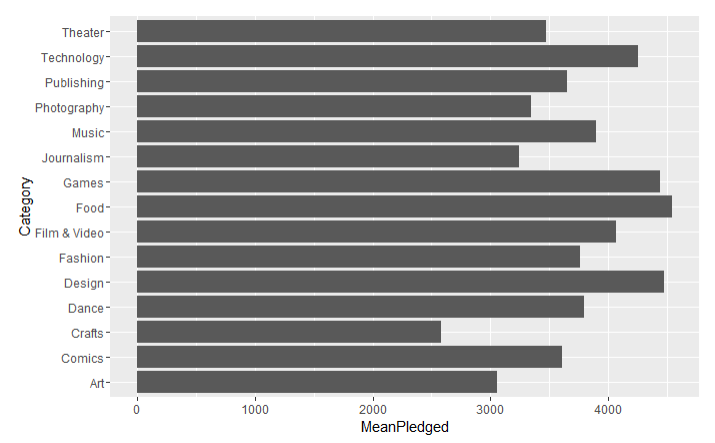 Theater
Technology
Publishing
Photography
Music
Journalism
Games
Food
Film & Video
Fashion
Design
Dance
Crafts
Comics
Art
Category
0 1000 2000 3000 4000
MeanPledged